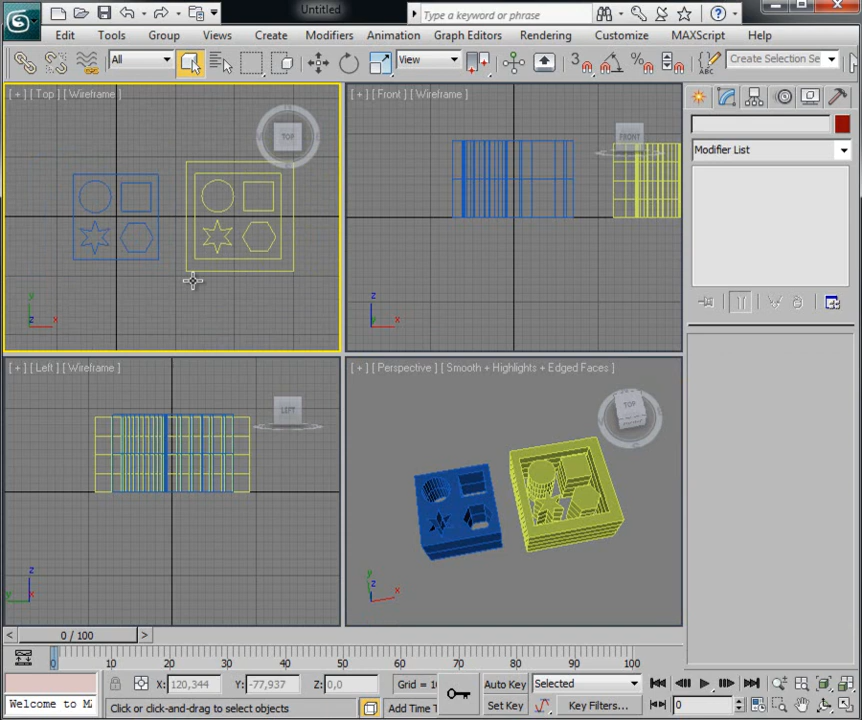 Untitled
Type a keyword or phrase
Edit Tools Group Views Create Modifiers Animation Graph Editors Rendering Customize MAXScript Help
All View 3 Create Selection Se
[ + ] [ Top ] [ Wireframe ]
TOP
[ + ] [ Front ] [ Wireframe ]
FRONT
Modifier List
y
z x
z
x
[ + ] [ Left ] [ Wireframe ]
LEFT
[ + ] [ Perspective ] [ Smooth + Highlights + Edged Faces ]
TOP
z
y
y
z
x
< 0 / 100 >
0 10 20 30 40 50 60 70 80 90 100
X: 120,344 Y: -77,937 Z: 0,0 Grid = 1 Auto Key Selected
Welcome to M Click or click-and-drag to select objects Add Time T Set Key Key Filters... 0